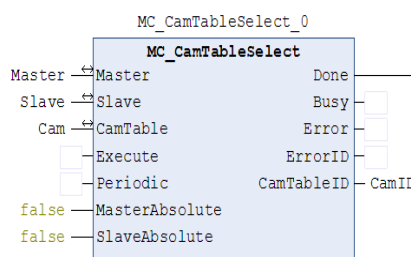 MC_CamTableSelect_0
MC_CamTableSelect
Master Master Done
Slave Slave Busy
Cam CamTable Error
Execute ErrorID
Periodic CamTableID CamID
false MasterAbsolute
false SlaveAbsolute